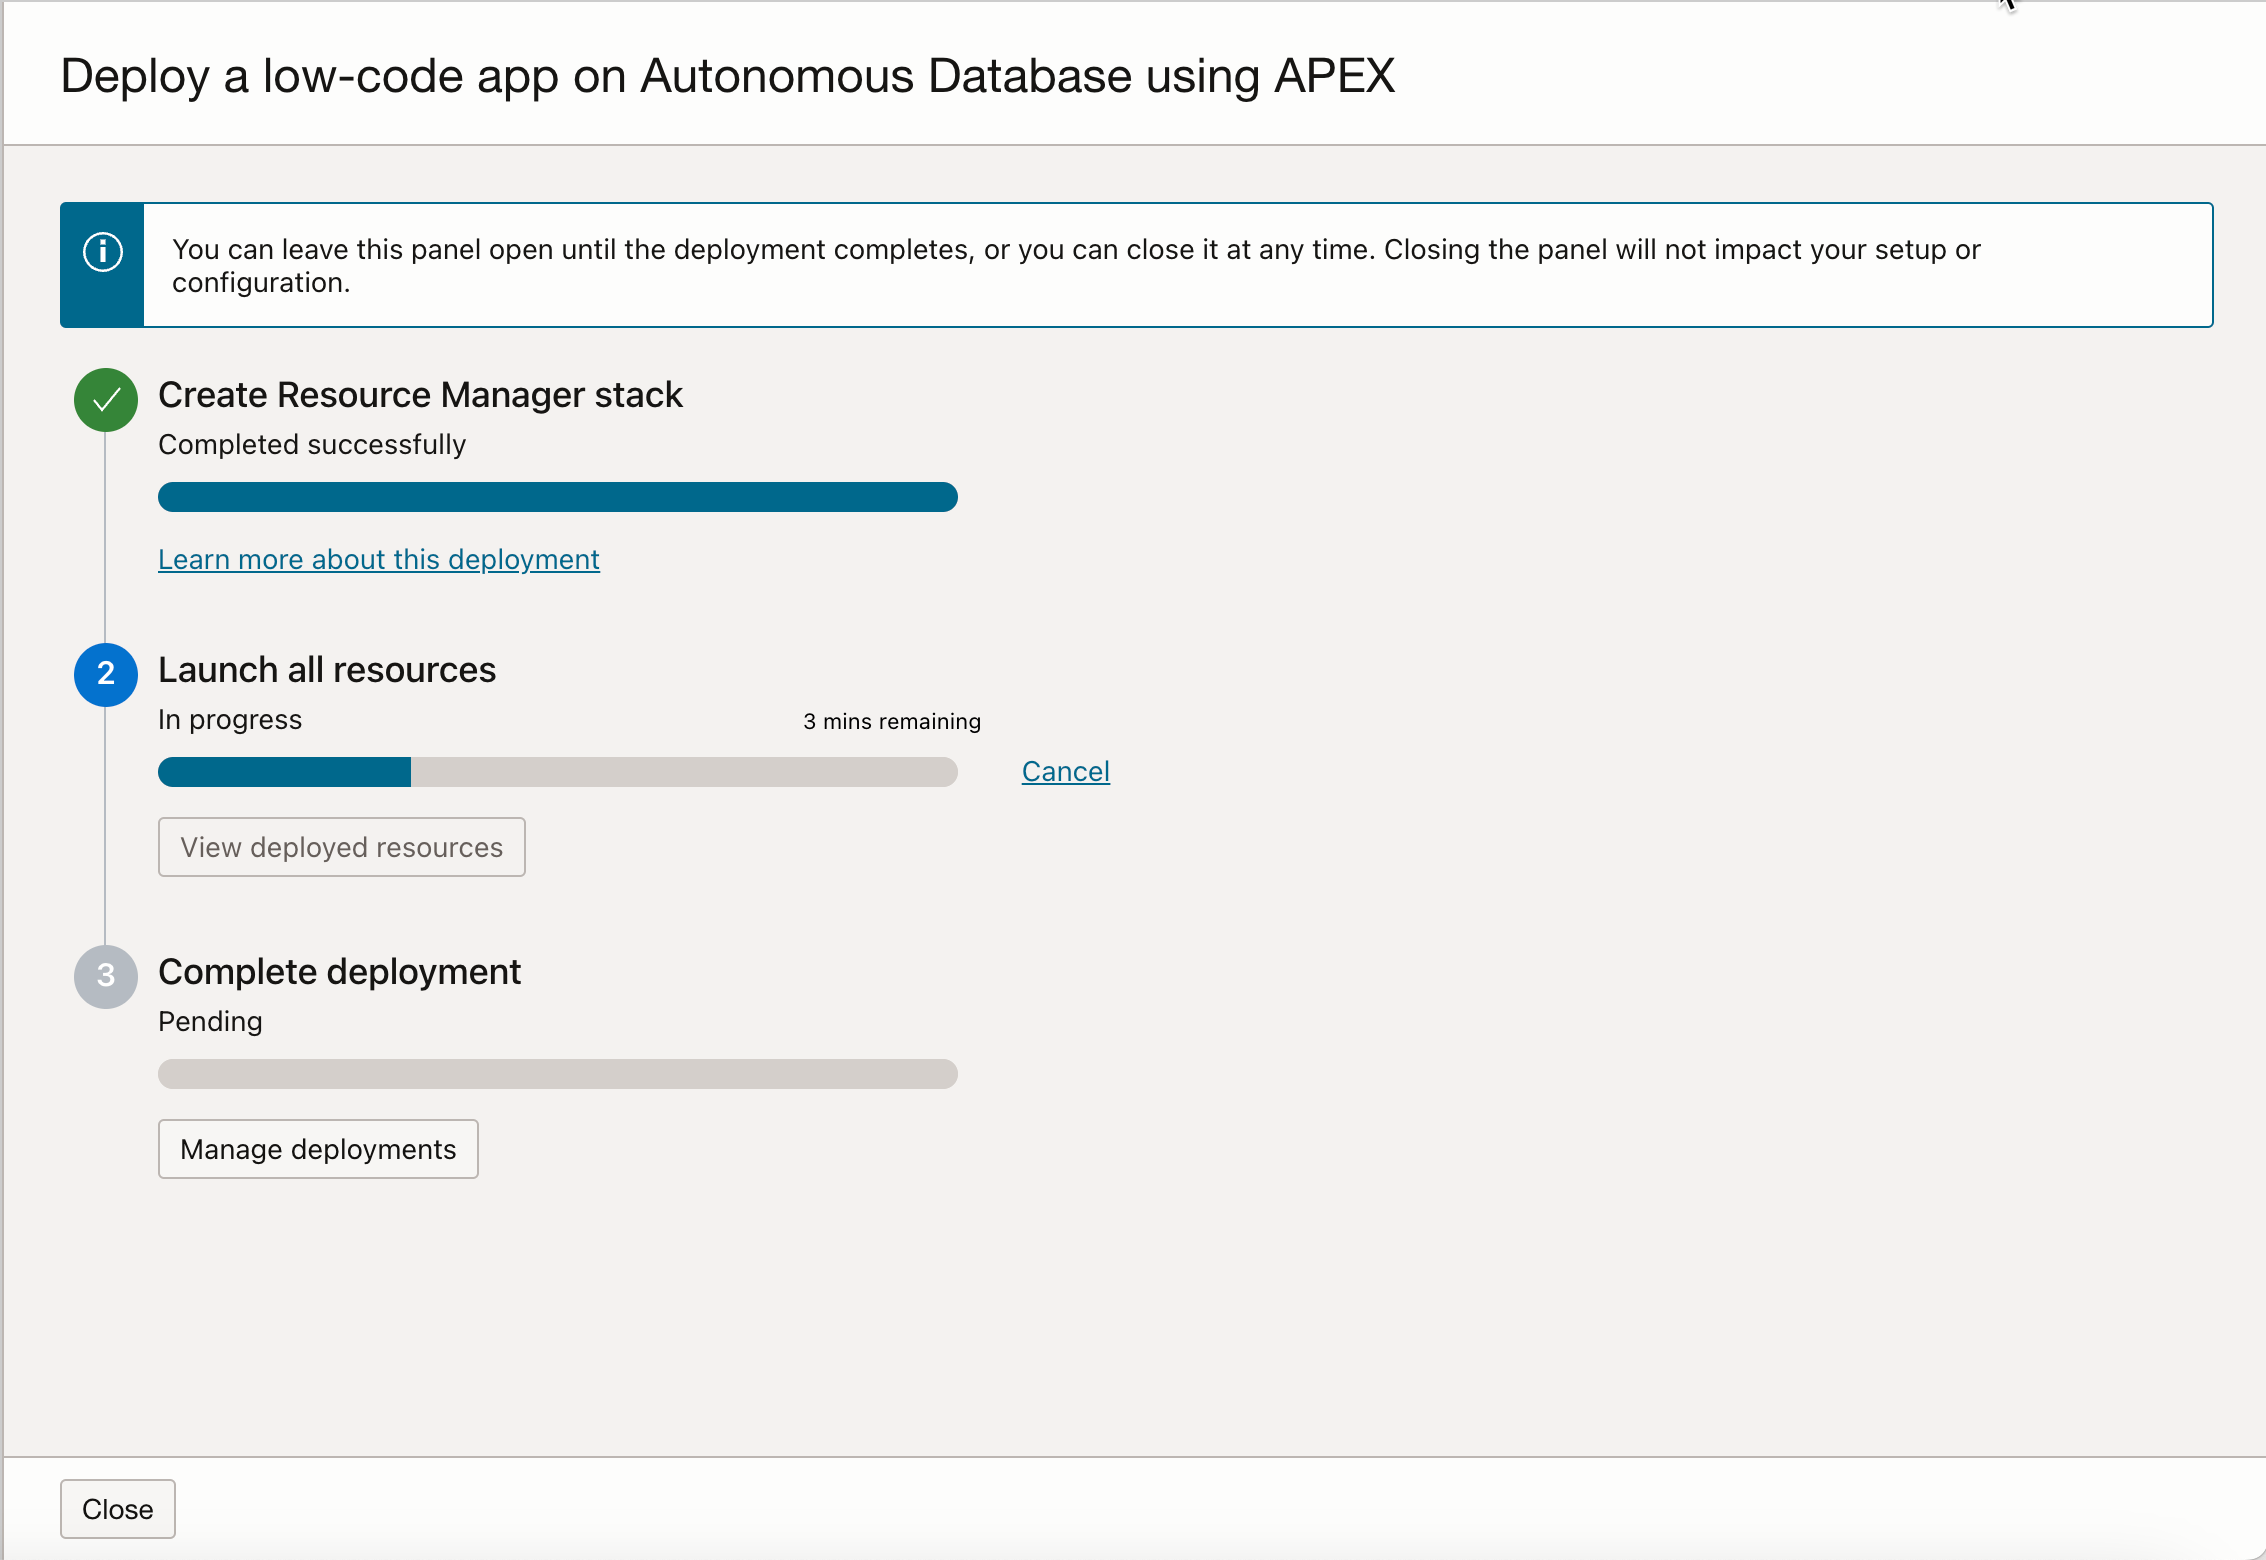 Deploy a low-code app on Autonomous Database using APEX
You can leave this panel open until the deployment completes, or you can close it at any time. Closing the panel will not impact your setup or
configuration.
Create Resource Manager stack
Completed successfully
Learn more about this deployment
2
Launch all resources
In progress
3 mins remaining
Cancel
View deployed resources
3
Complete deployment
Pending
Manage deployments
Close